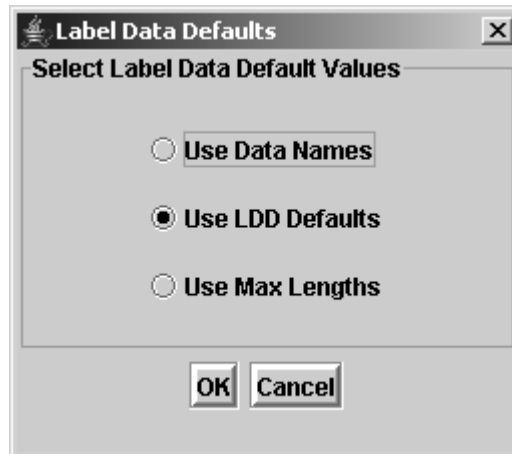 Label Data Defaults
Select Label Data Default Values
Use Data Names
Use LDD Defaults
Use Max Lengths
OK Cancel